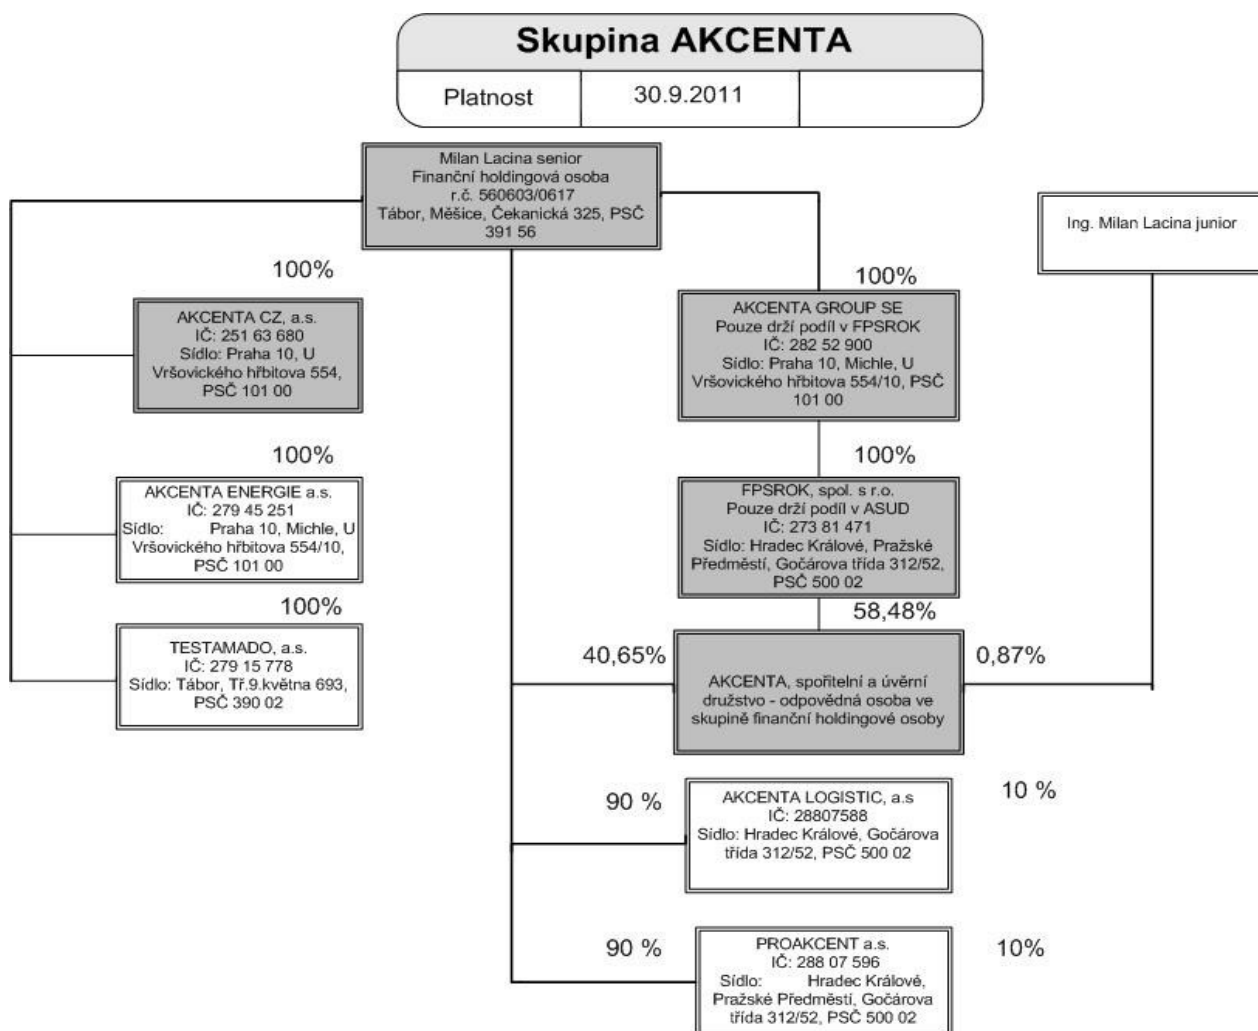 Skupina AKCENTA
Platnost
30.9.2011
Milan Lacina senior
Finanční holdingová osoba
r.č. 560603/0617
Tábor, Měšice, Čekanická 325, PSČ
391 56
Ing. Milan Lacina junior
100%
AKCENTA CZ, a.s.
IČ: 251 63 680
Sídlo: Praha 10, U
Vršovického hřbitova 554,
PSČ 101 00
100%
AKCENTA GROUP SE
Pouze drží podíl v FPSROK
IČ: 282 52 900
Sídlo: Praha 10, Michle, U
Vršovického hřbitova 554/10, PSČ
101 00
100%
AKCENTA ENERGIE a.s.
IČ: 279 45 251
Sídlo: Praha 10, Michle, U
Vršovického hřbitova 554/10,
PSČ 101 00
100%
FPSROK, spol. s r.o.
Pouze drží podíl v ASUD
IČ: 273 81 471
Sídlo: Hradec Králové, Pražské
Předměstí, Gočárova třída 312/52,
PSČ 500 02
100%
TESTAMADO, a.s.
IČ: 279 15 778
Sídlo: Tábor, Tř.9.května 693,
PSČ 390 02
58,48%
40,65%
0,87%
AKCENTA, spořitelní a úvěrní
družstvo - odpovědná osoba ve
skupině finanční holdingové osoby
90 %
AKCENTA LOGISTIC, a.s
IČ: 28807588
Sídlo: Hradec Králové, Gočárova
třída 312/52, PSČ 500 02
10 %
90 %
PROAKCENT a.s.
IČ: 288 07 596
Sídlo: Hradec Králové,
Pražské Předměstí, Gočárova
třída 312/52, PSČ 500 02
10%